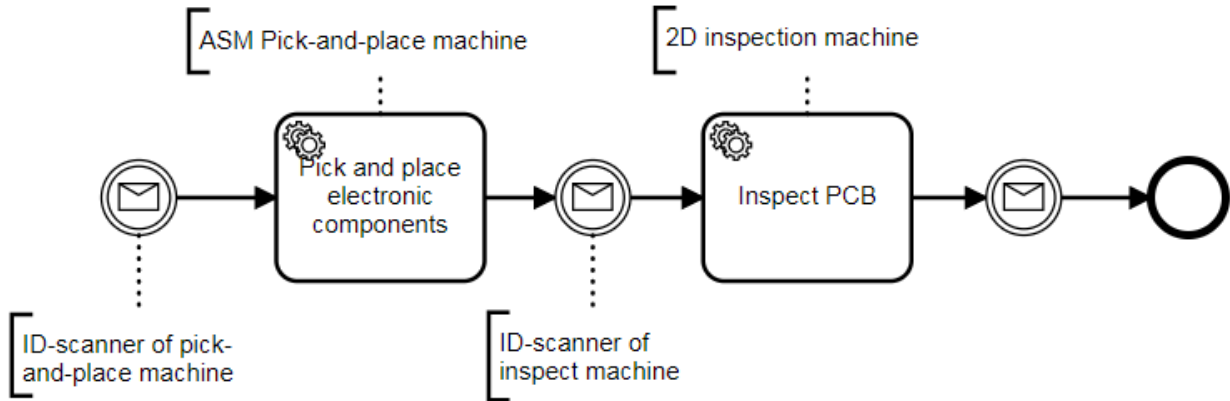 ASM Pick-and-place machine
2D inspection machine
Pick and place
electronic
components
Inspect PCB
ID-scanner of pick-
and-place machine
ID-scanner of
inspect machine